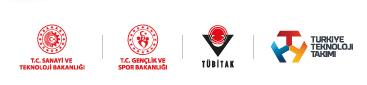 T.C. SANAYİ VE
TEKNOLOJİ BAKANLIĞI
T.C. GENÇLİK VE
SPOR BAKANLIĞI
TÜBİTAK
TÜRKİYE
TEKNOLOJİ
TAKIMI